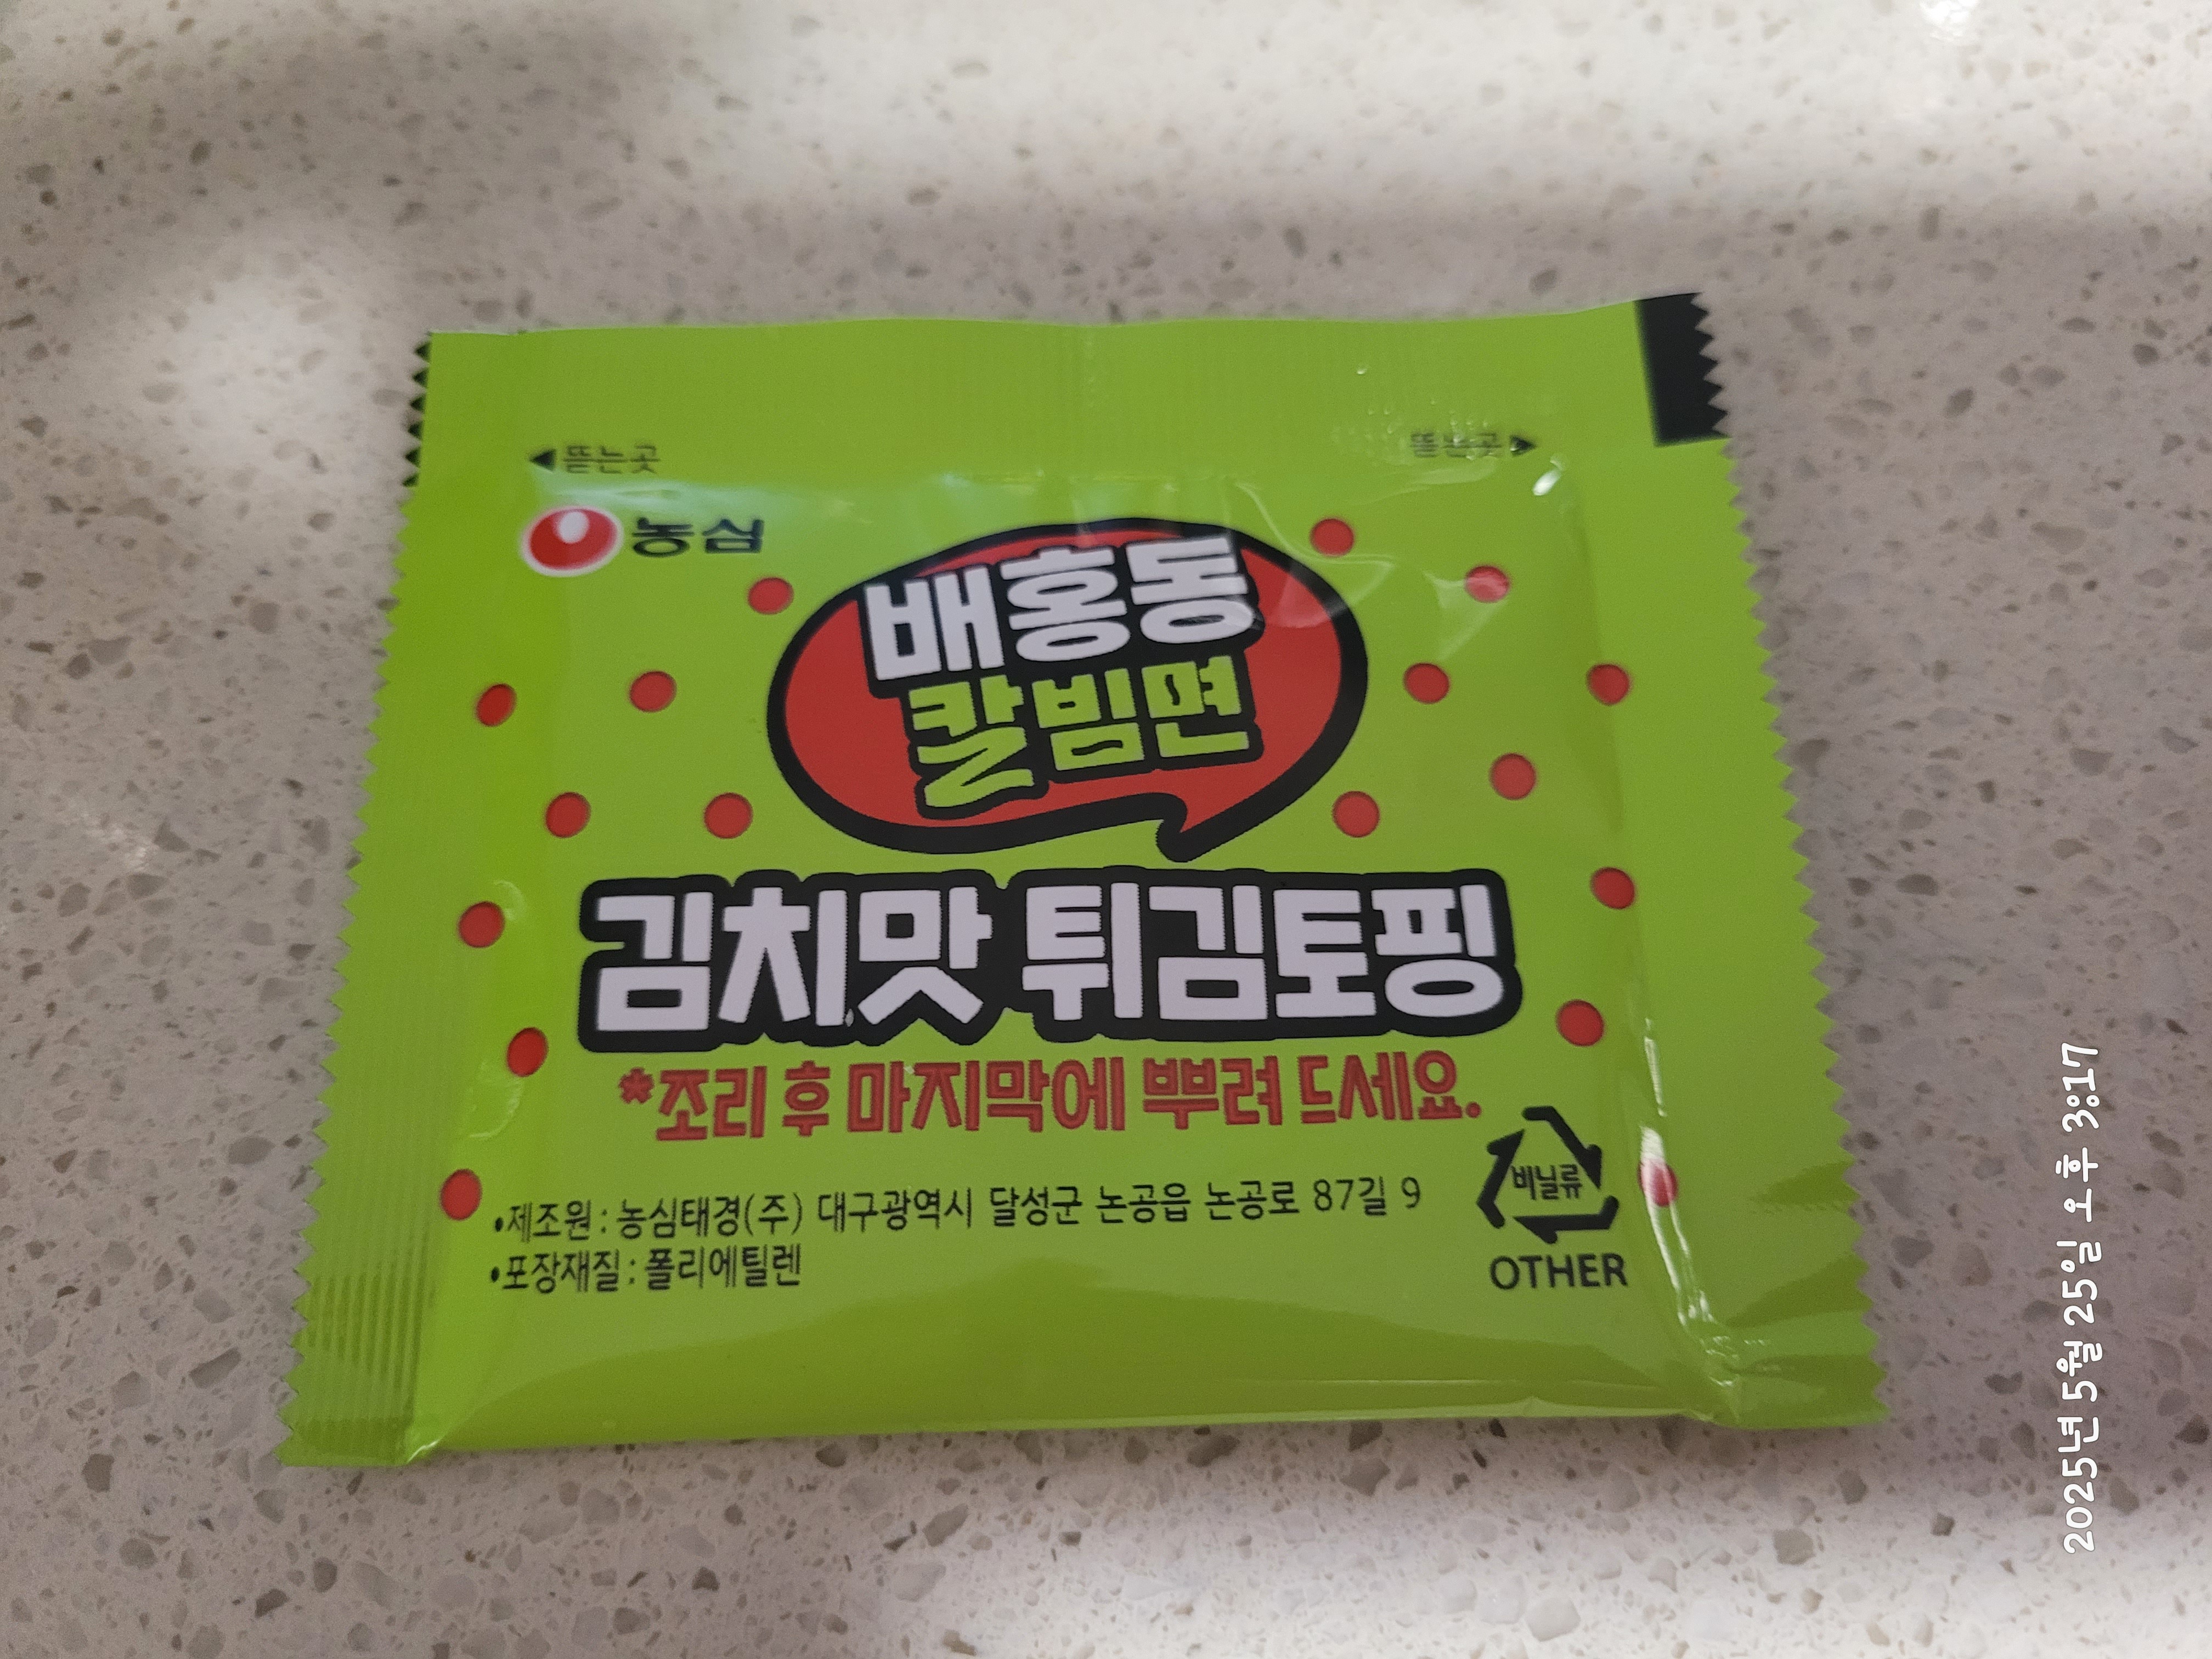 ◀뜯는곳
뜯는곳▶
농심
배홍동
칼빔면
김치맛 튀김토핑
*조리 후 마지막에 뿌려 드세요.
•제조원 : 농심태경(주) 대구광역시 달성군 논공읍 논공로 87길 9
•포장재질 : 폴리에틸렌
비닐류
OTHER
2025년 5월 25일 오후 3:17